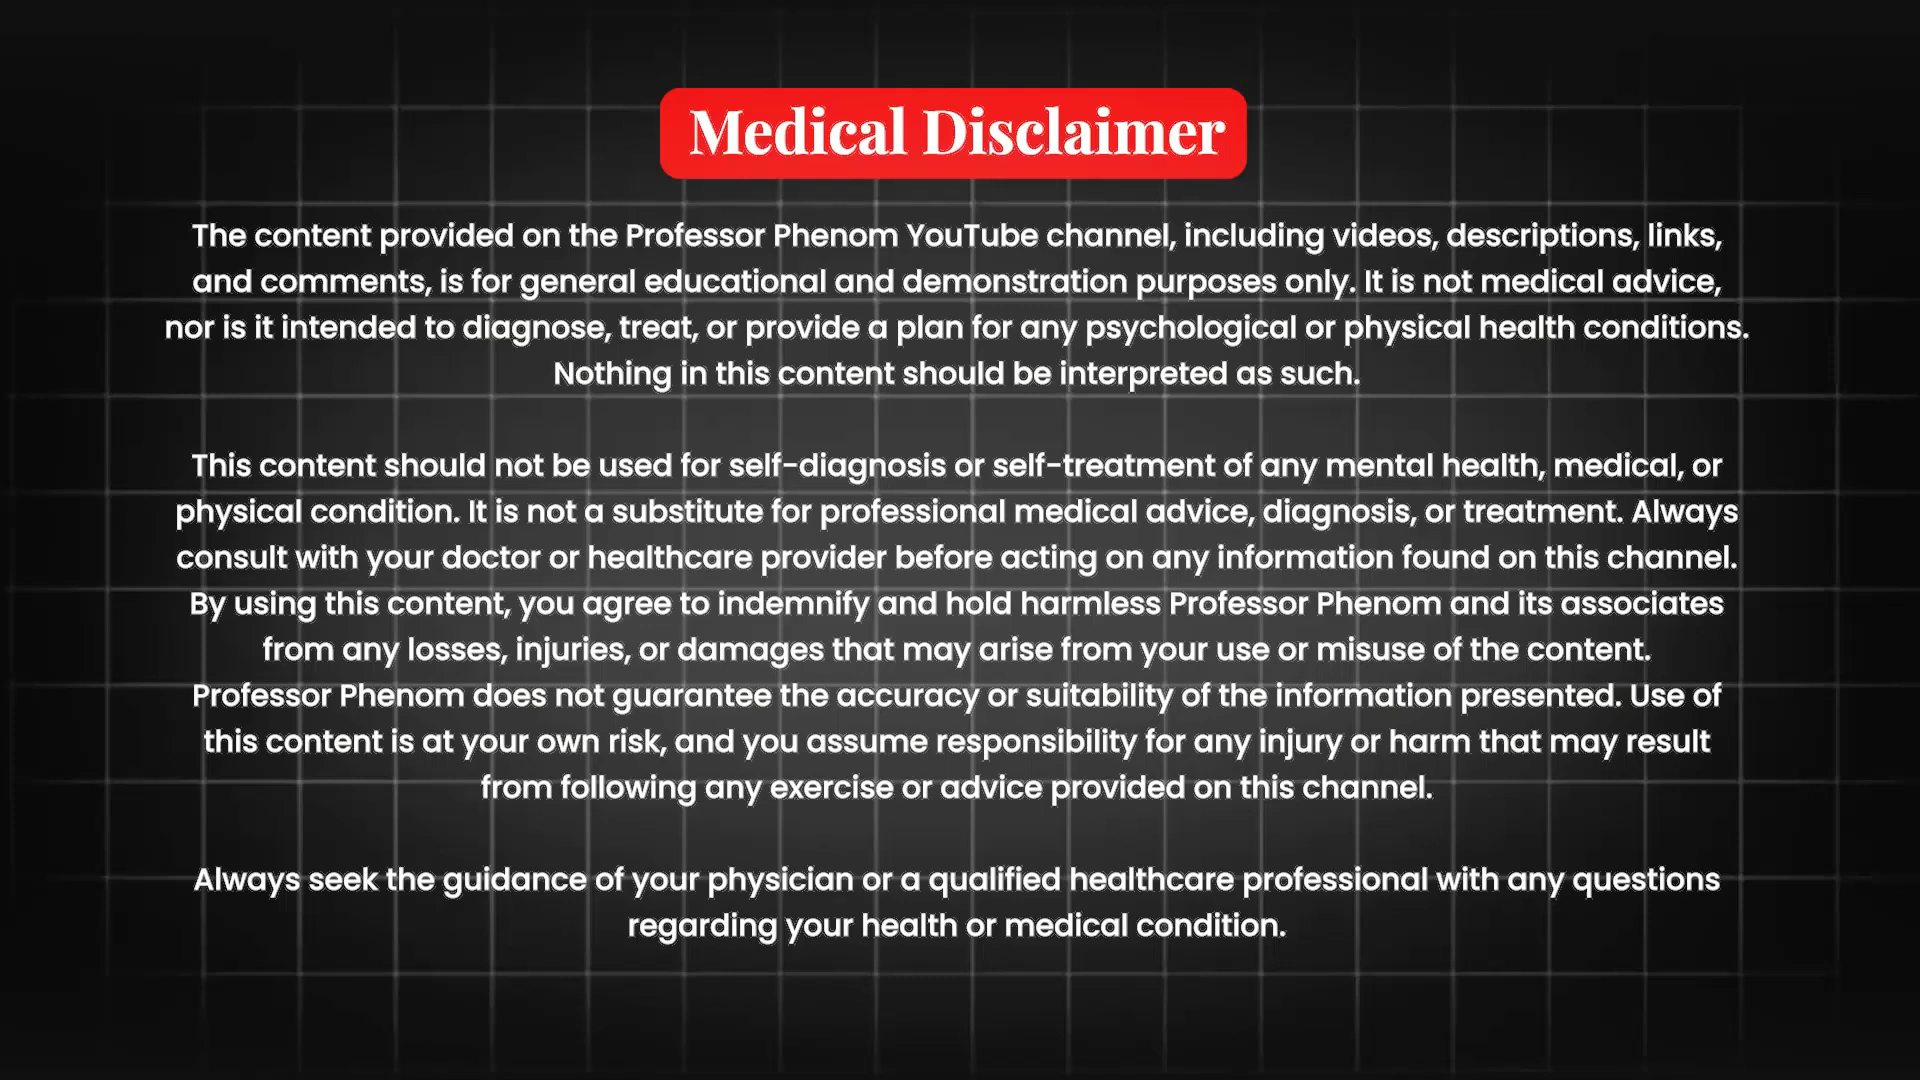 Medical Disclaimer
The content provided on the Professor Phenom YouTube channel, including videos, descriptions, links,
and comments, is for general educational and demonstration purposes only. It is not medical advice,
nor is it intended to diagnose, treat, or provide a plan for any psychological or physical health conditions.
Nothing in this content should be interpreted as such.
This content should not be used for self-diagnosis or self-treatment of any mental health, medical, or
physical condition. It is not a substitute for professional medical advice, diagnosis, or treatment. Always
consult with your doctor or healthcare provider before acting on any information found on this channel.
By using this content, you agree to indemnify and hold harmless Professor Phenom and its associates
from any losses, injuries, or damages that may arise from your use or misuse of the content.
Professor Phenom does not guarantee the accuracy or suitability of the information presented. Use of
this content is at your own risk, and you assume responsibility for any injury or harm that may result
from following any exercise or advice provided on this channel.
Always seek the guidance of your physician or a qualified healthcare professional with any questions
regarding your health or medical condition.